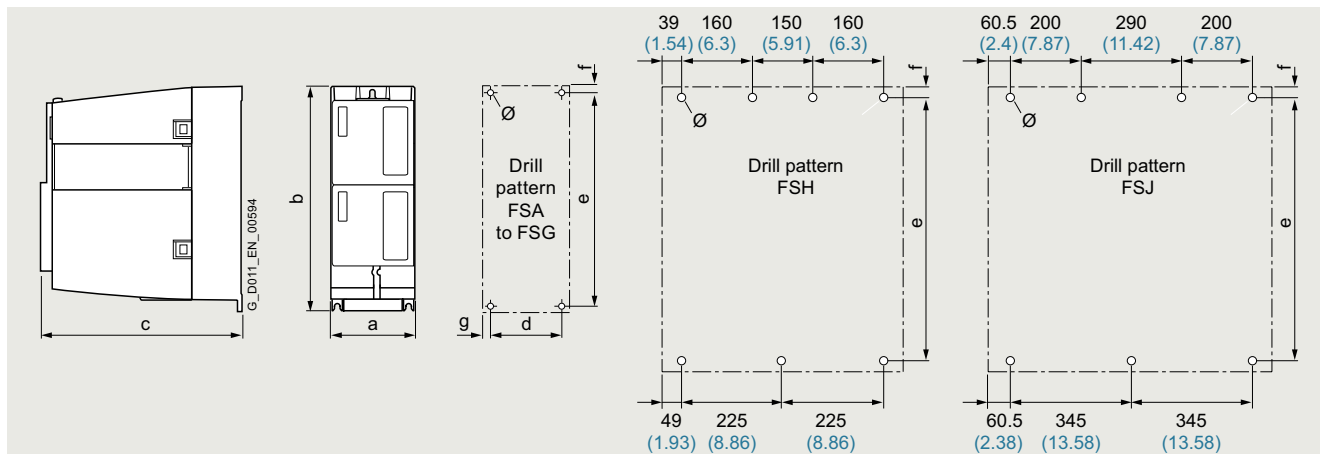 39 160 150 160
(1.54) (6.3) (5.91) (6.3)
60.5 200 290 200
(2.4) (7.87) (11.42) (7.87)
f
f
f
Ø
Ø
Ø
b
Drill
pattern
FSA
to FSG
e
Drill pattern
FSH
e
Drill pattern
FSJ
e
G_D011_EN_00594
c
a
g
d
49 225 225
(1.93) (8.86) (8.86)
60.5 345 345
(2.38) (13.58) (13.58)